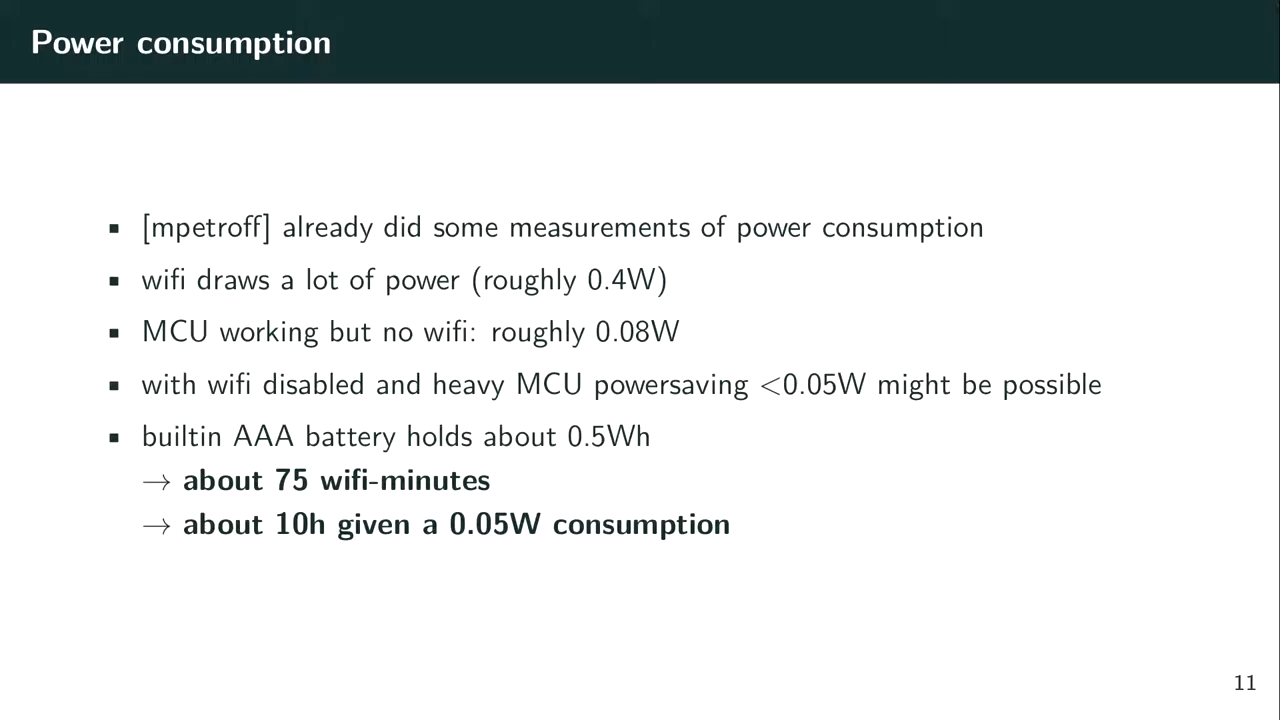 Power consumption
▪ [mpetroff] already did some measurements of power consumption
▪ wifi draws a lot of power (roughly 0.4W)
▪ MCU working but no wifi: roughly 0.08W
▪ with wifi disabled and heavy MCU powersaving <0.05W might be possible
▪ builtin AAA battery holds about 0.5Wh
→ about 75 wifi-minutes
→ about 10h given a 0.05W consumption
11